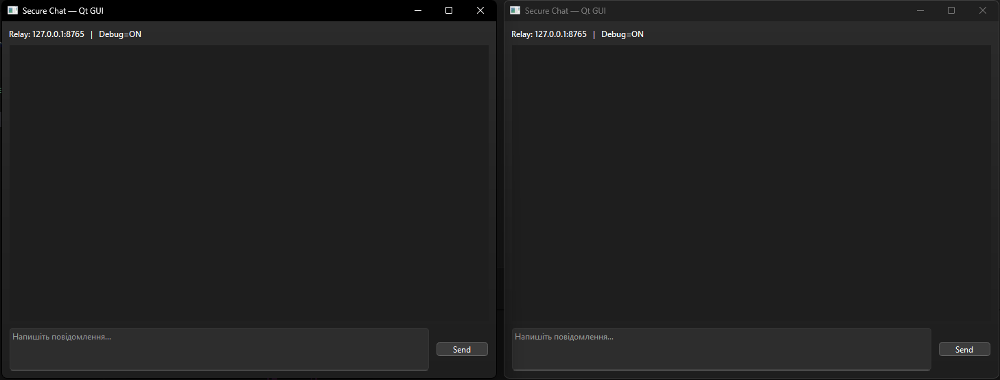 Secure Chat — Qt GUI
Relay: 127.0.0.1:8765 | Debug=ON
Напишіть повідомлення...
Send
Secure Chat — Qt GUI
Relay: 127.0.0.1:8765 | Debug=ON
Напишіть повідомлення...
Send